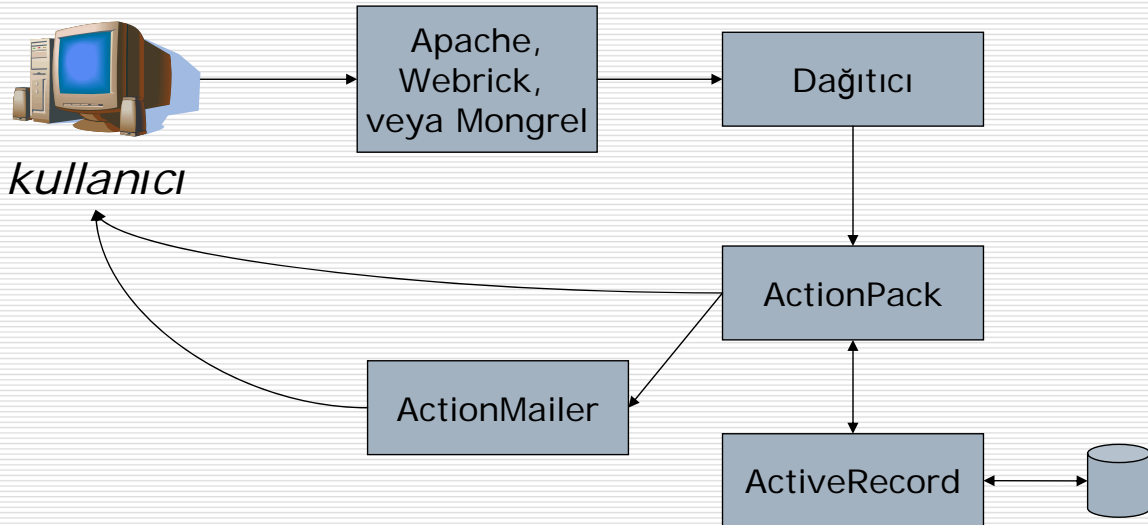 Apache,
Webrick,
veya Mongrel
Dağıtıcı
kullanıcı
ActionPack
ActionMailer
ActiveRecord